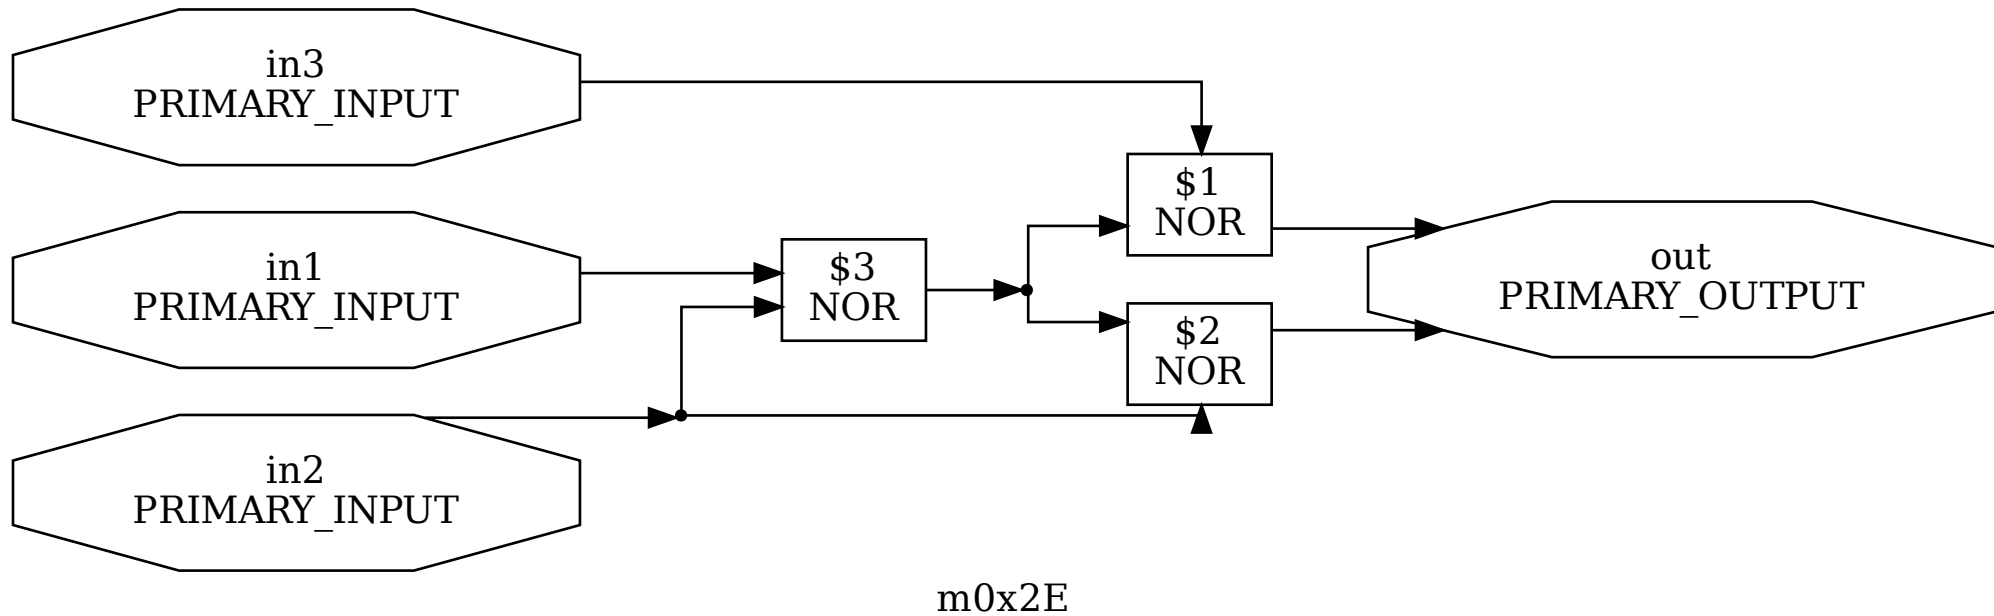 in3
PRIMARY_INPUT
in1
PRIMARY_INPUT
in2
PRIMARY_INPUT
$3
NOR
$1
NOR
$2
NOR
out
PRIMARY_OUTPUT
m0x2E